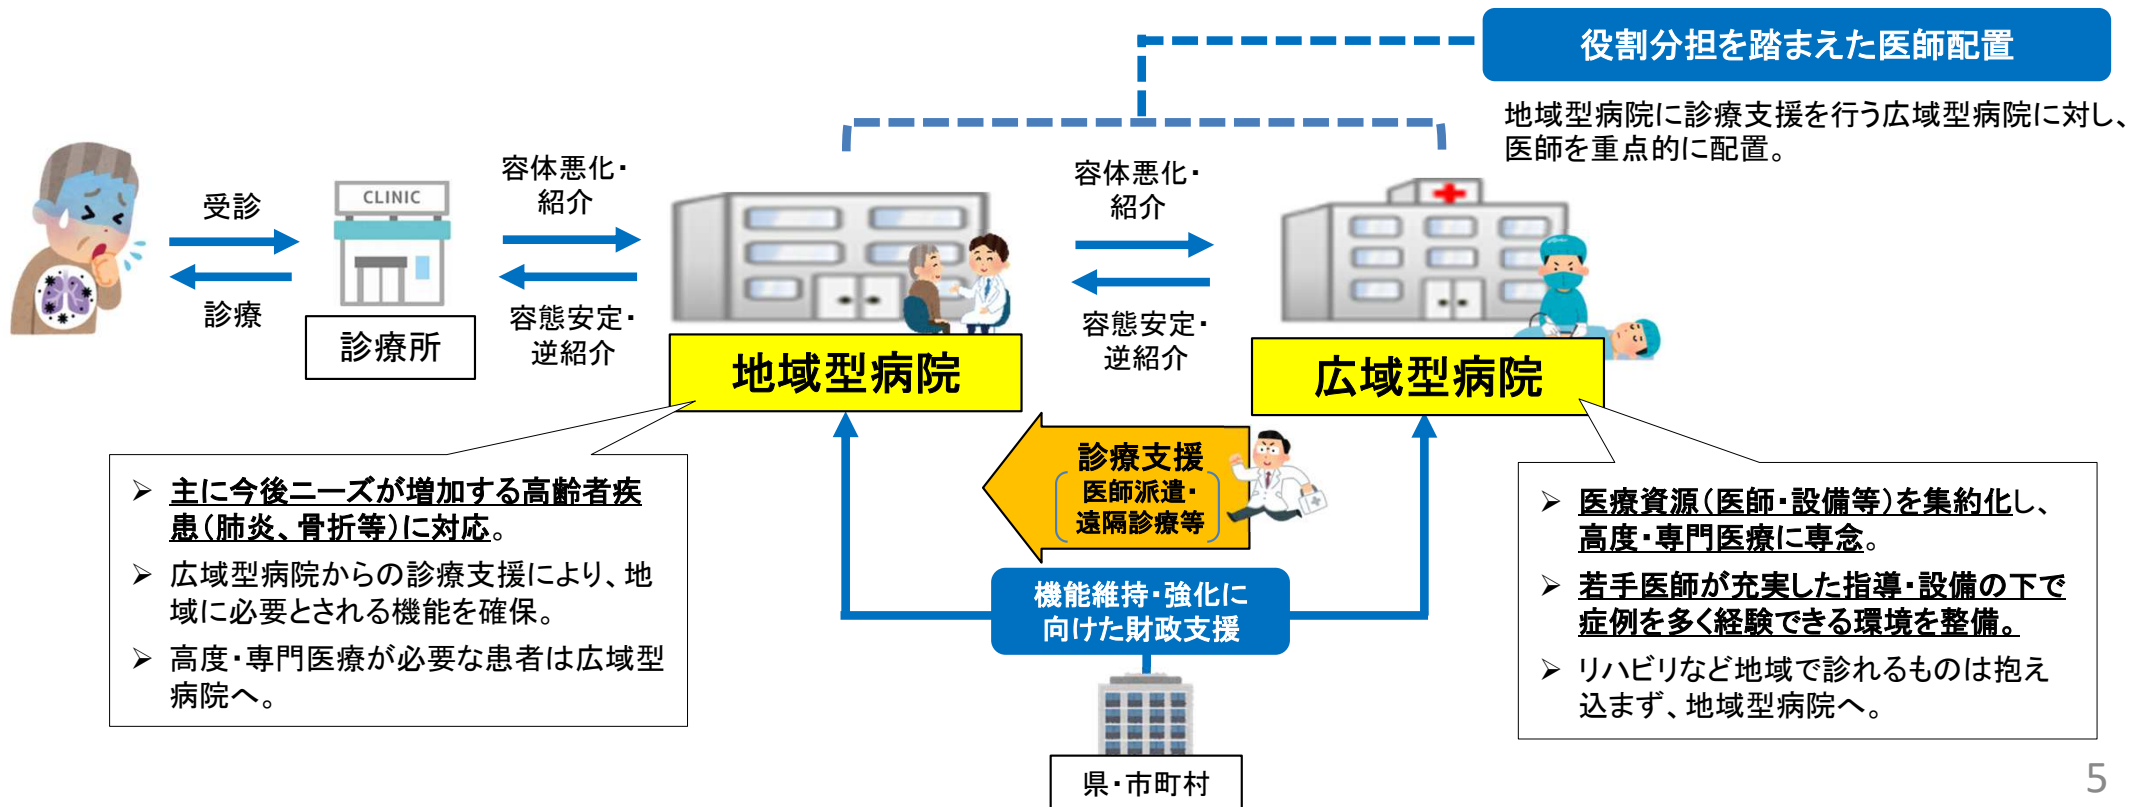 役割分担を踏まえた医師配置
地域型病院に診療支援を行う広域型病院に対し、
医師を重点的に配置。
受診
診療
CLINIC
診療所
容体悪化・
紹介
容態安定・
逆紹介
地域型病院
容体悪化・
紹介
容態安定・
逆紹介
広域型病院
➢ 主に今後ニーズが増加する高齢者疾
患(肺炎、骨折等)に対応。
➢ 広域型病院からの診療支援により、地
域に必要とされる機能を確保。
➢ 高度・専門医療が必要な患者は広域型
病院へ。
診療支援
医師派遣・
遠隔診療等
機能維持・強化に
向けた財政支援
県・市町村
➢ 医療資源(医師・設備等)を集約化し、
高度・専門医療に専念。
➢ 若手医師が充実した指導・設備の下で
症例を多く経験できる環境を整備。
➢ リハビリなど地域で診れるものは抱え
込まず、地域型病院へ。
5